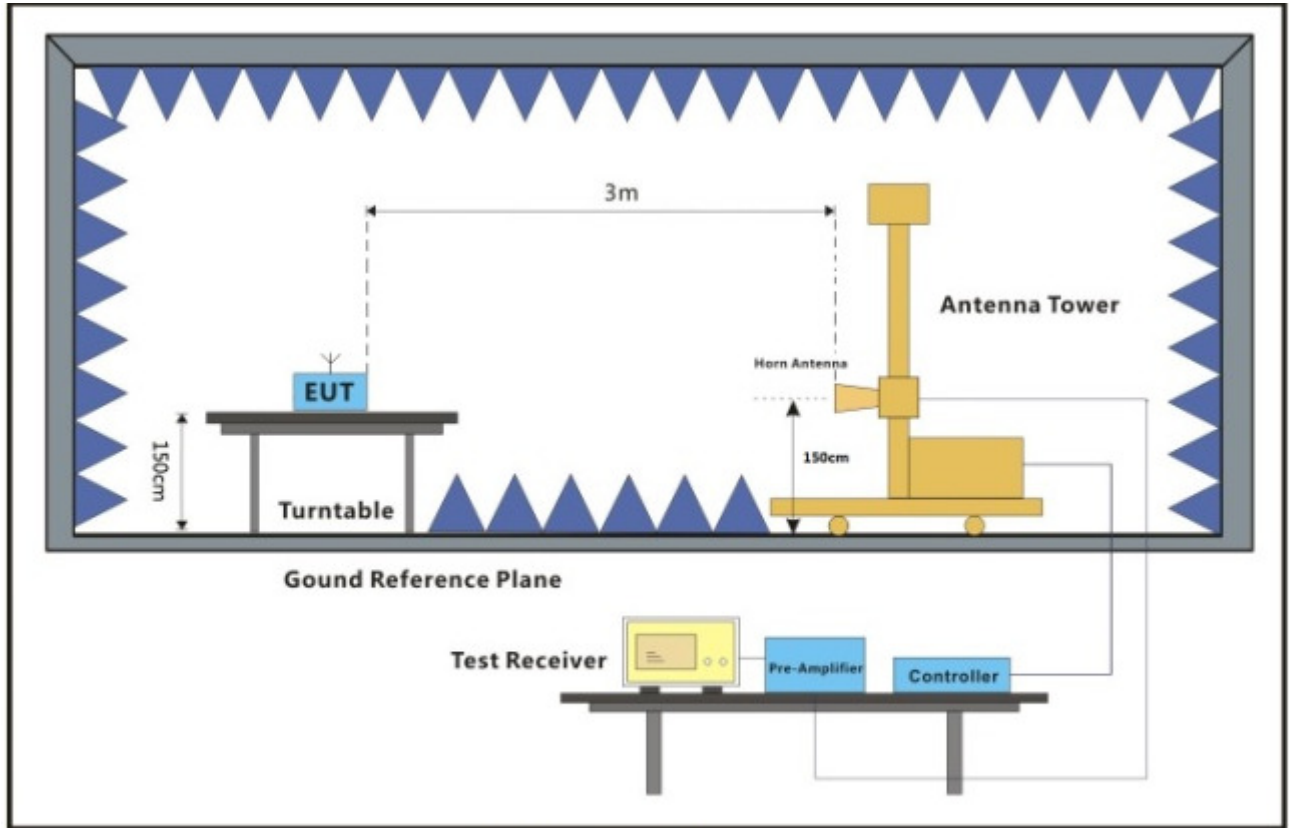 3m
Antenna Tower
Horn Antenna
EUT
150cm
150cm
Turntable
Gound Reference Plane
Test Receiver
Pre-Amplifier
Controller